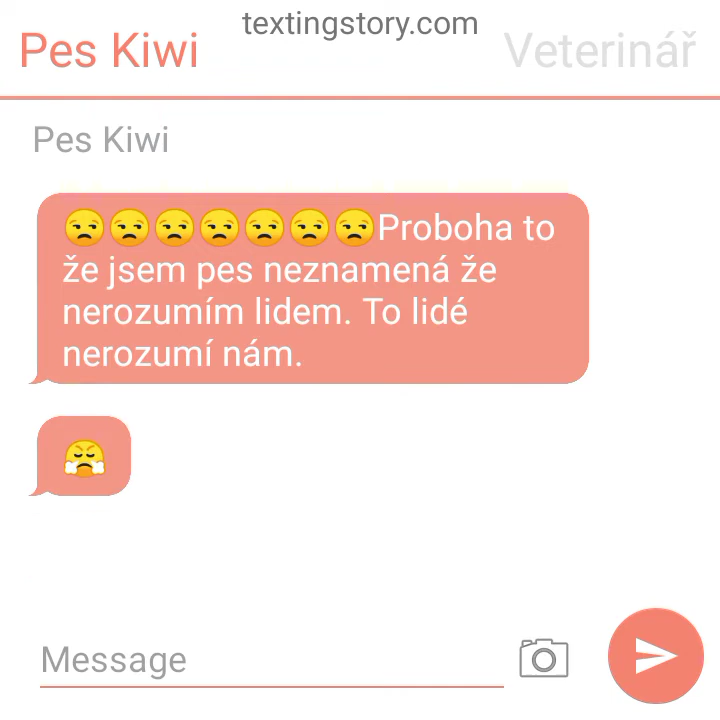 textingstory.com
Pes Kiwi
Veterinář
Pes Kiwi
😒😒😒😒😒😒😒Proboha to
že jsem pes neznamená že
nerozumím lidem. To lidé
nerozumí nám.
😤
Message